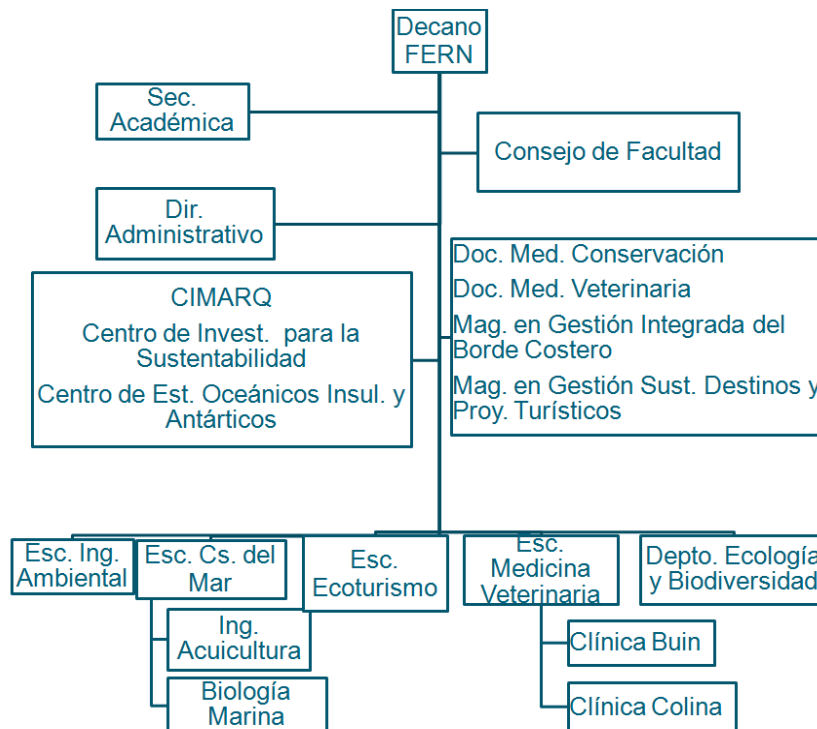 Decano
FERN
Sec.
Académica
Consejo de Facultad
Dir.
Administrativo
CIMARQ
Centro de Invest. para la
Sustentabilidad
Centro de Est. Oceánicos Insul. y
Antárticos
Doc. Med. Conservación
Doc. Med. Veterinaria
Mag. en Gestión Integrada del
Borde Costero
Mag. en Gestión Sust. Destinos y
Proy. Turísticos
Esc. Ing.
Ambiental
Esc. Cs. del
Mar
Ing.
Acuicultura
Biología
Marina
Esc.
Ecoturismo
Esc.
Medicina
Veterinaria
Clínica Buin
Clínica Colina
Depto. Ecología
y Biodiversidad